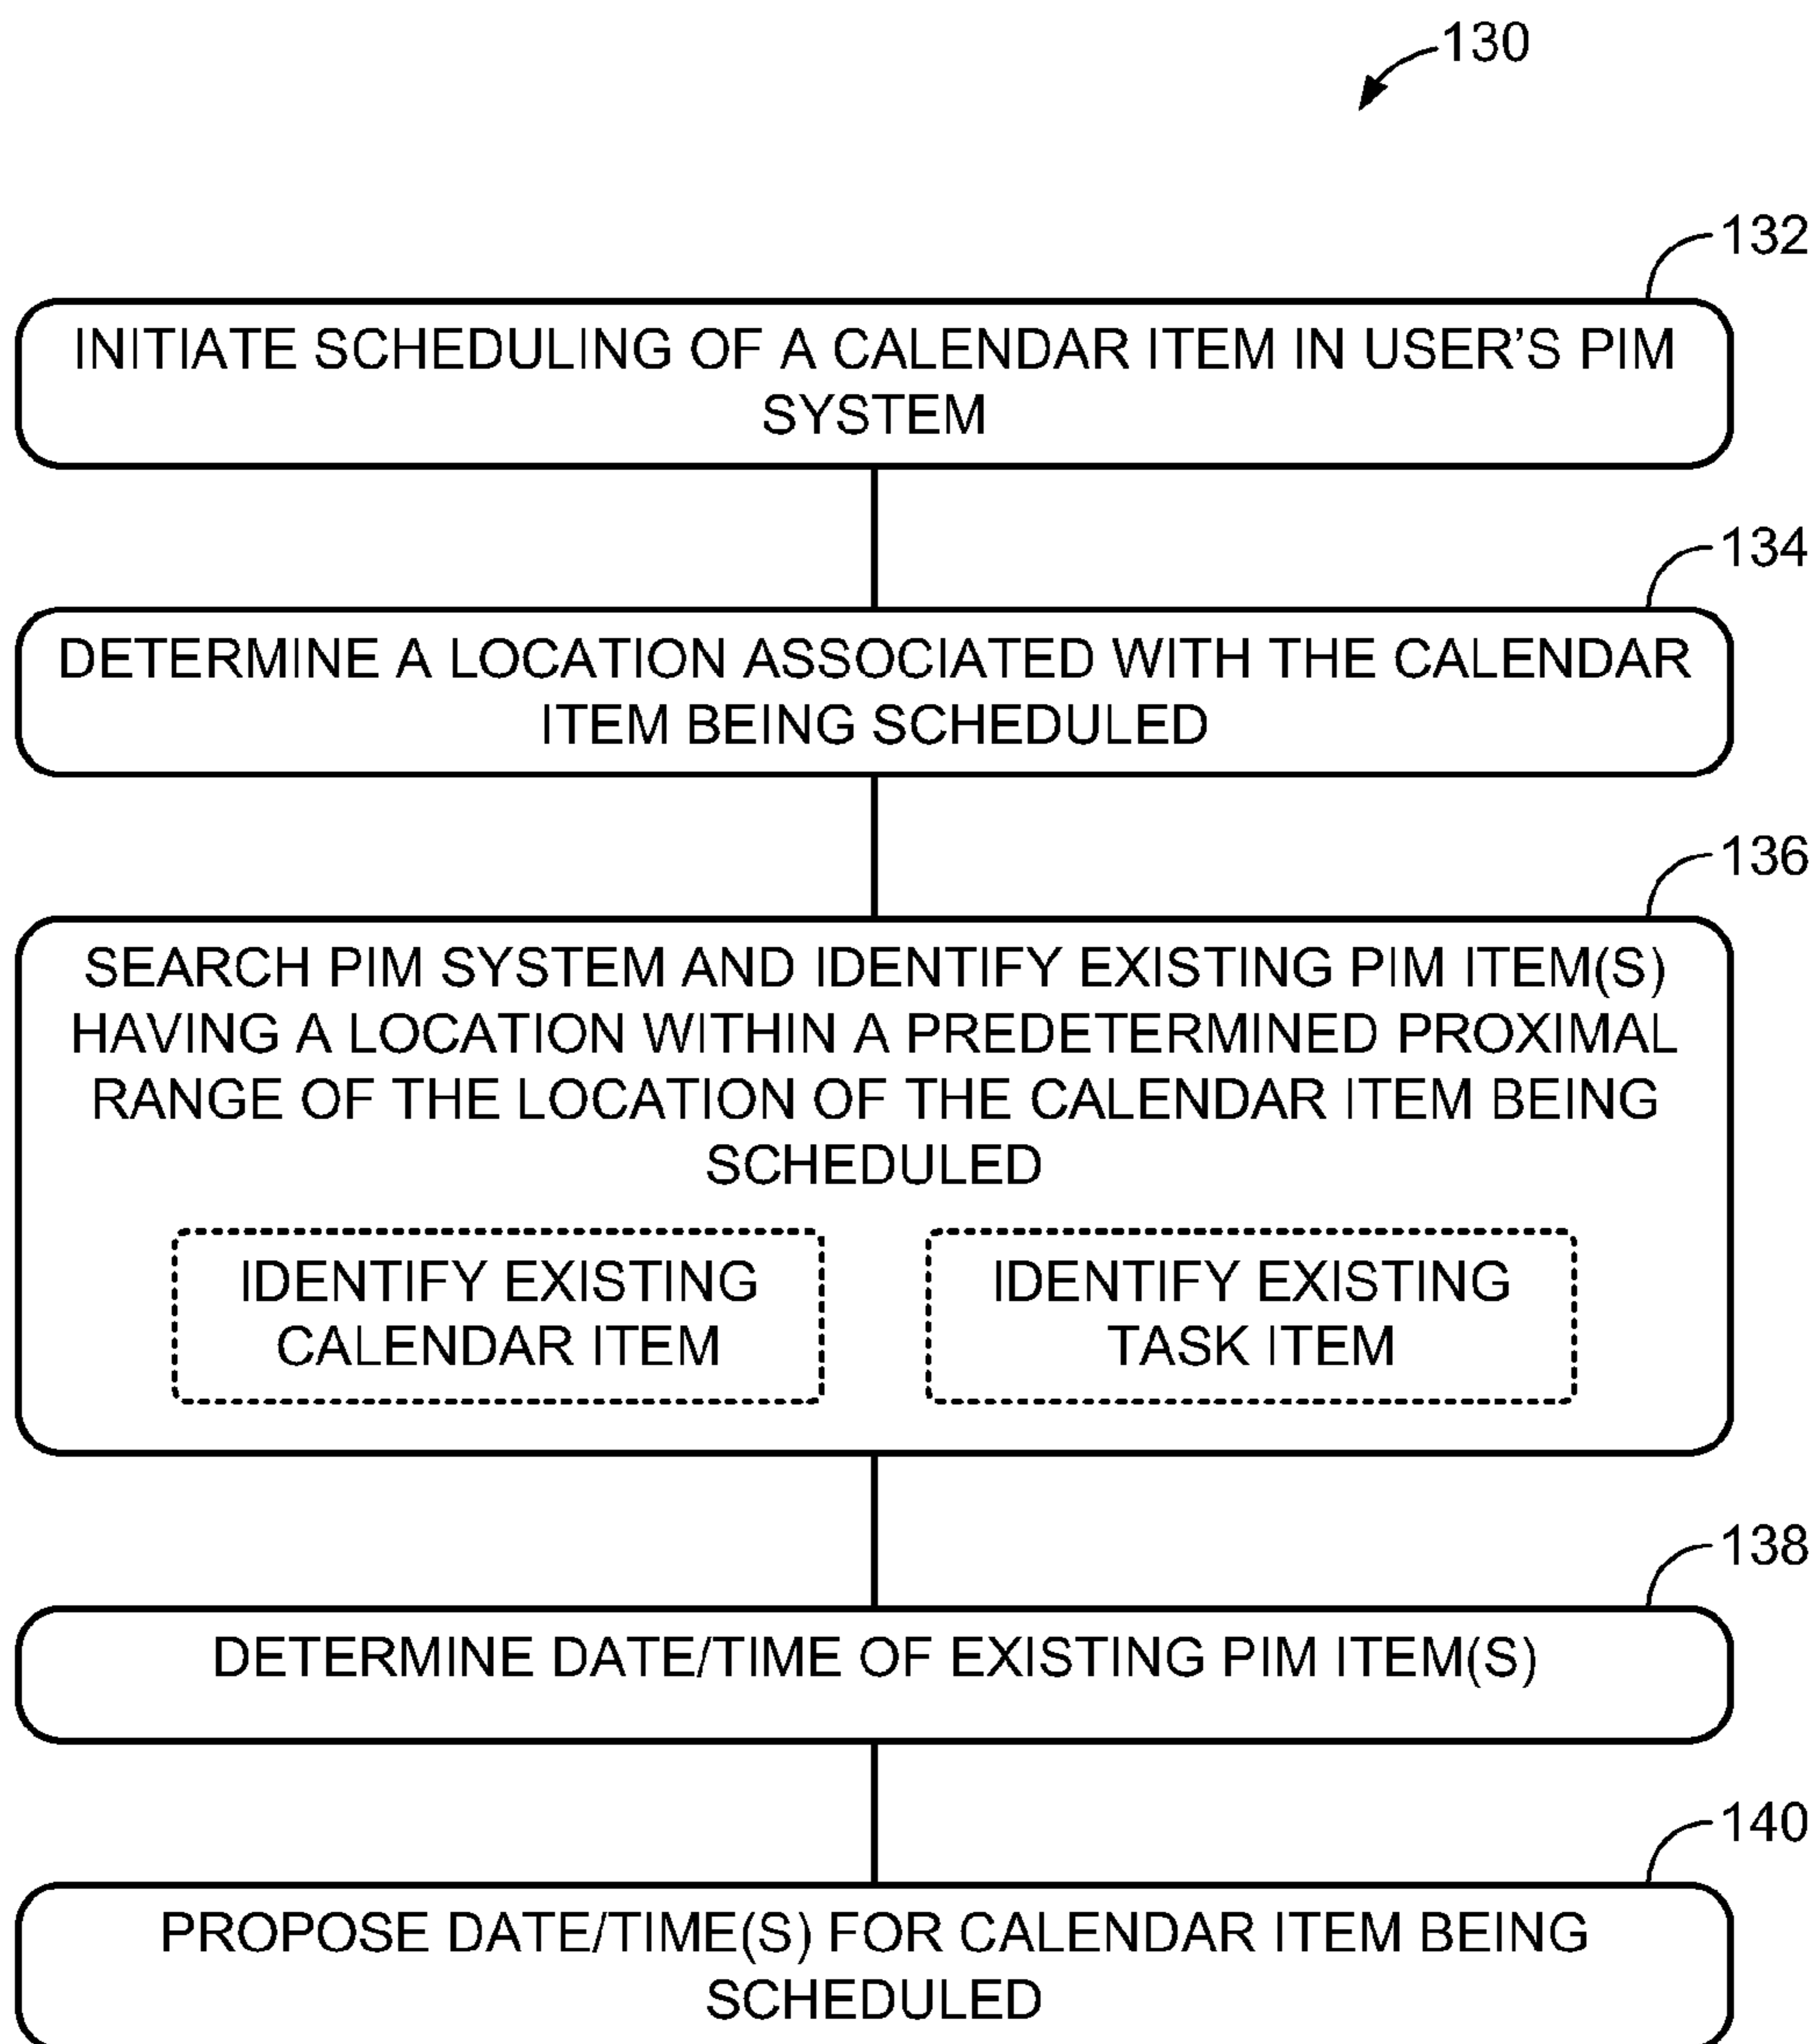 130
132
INITIATE SCHEDULING OF A CALENDAR ITEM IN USER'S PIM
SYSTEM
134
DETERMINE A LOCATION ASSOCIATED WITH THE CALENDAR
ITEM BEING SCHEDULED
136
SEARCH PIM SYSTEM AND IDENTIFY EXISTING PIM ITEM(S)
HAVING A LOCATION WITHIN A PREDETERMINED PROXIMAL
RANGE OF THE LOCATION OF THE CALENDAR ITEM BEING
SCHEDULED
IDENTIFY EXISTING
CALENDAR ITEM
IDENTIFY EXISTING
TASK ITEM
138
DETERMINE DATE/TIME OF EXISTING PIM ITEM(S)
140
PROPOSE DATE/TIME(S) FOR CALENDAR ITEM BEING
SCHEDULED